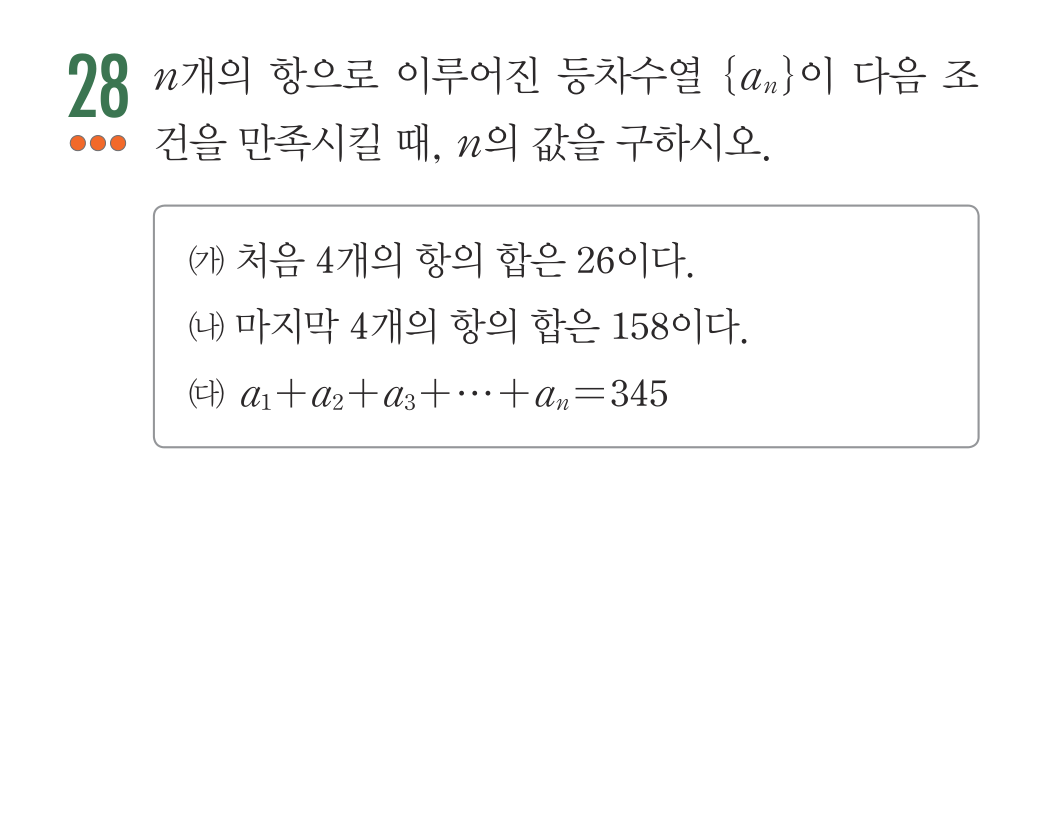 28 n개의 항으로 이루어진 등차수열 {aₙ}이 다음 조
건을 만족시킬 때, n의 값을 구하시오.
㈎ 처음 4개의 항의 합은 26이다.
㈏ 마지막 4개의 항의 합은 158이다.
㈐ a₁+a₂+a₃+⋯+aₙ=345